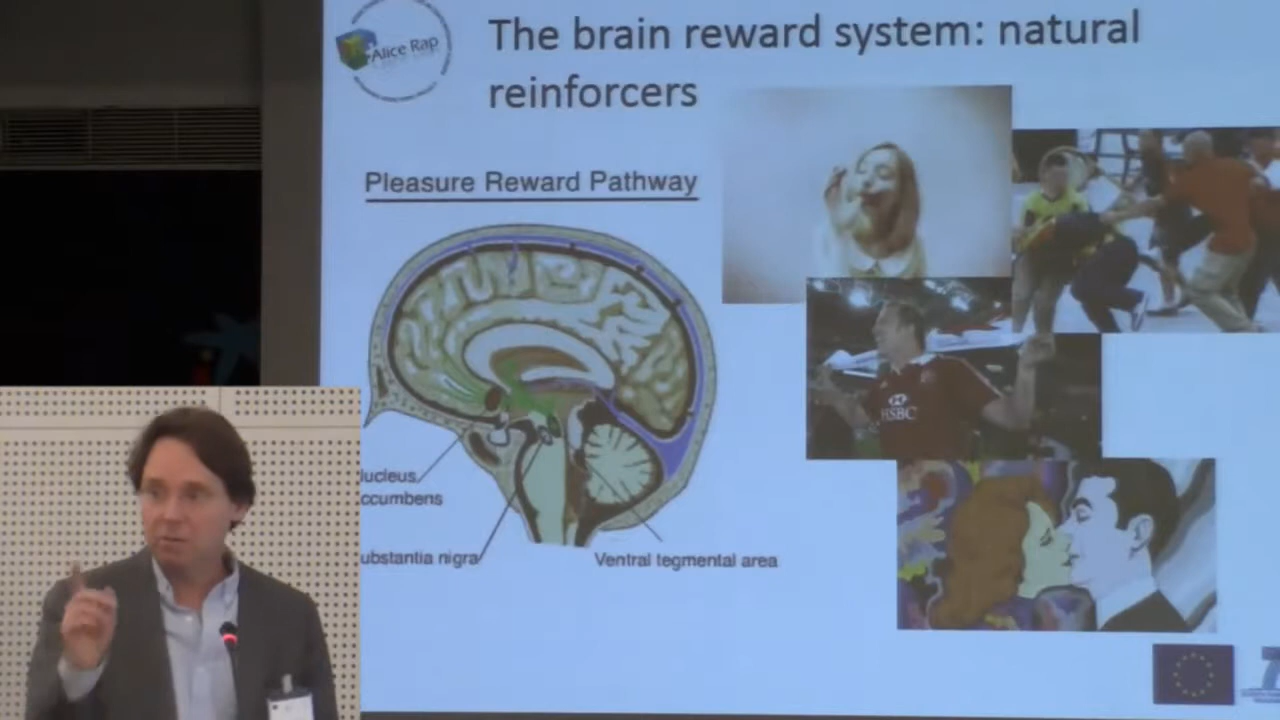 Alice Rap
The brain reward system: natural
reinforcers
Pleasure Reward Pathway
HSBC
ucleus
ccumbens
ubstantia nigra
Ventral tegmental area